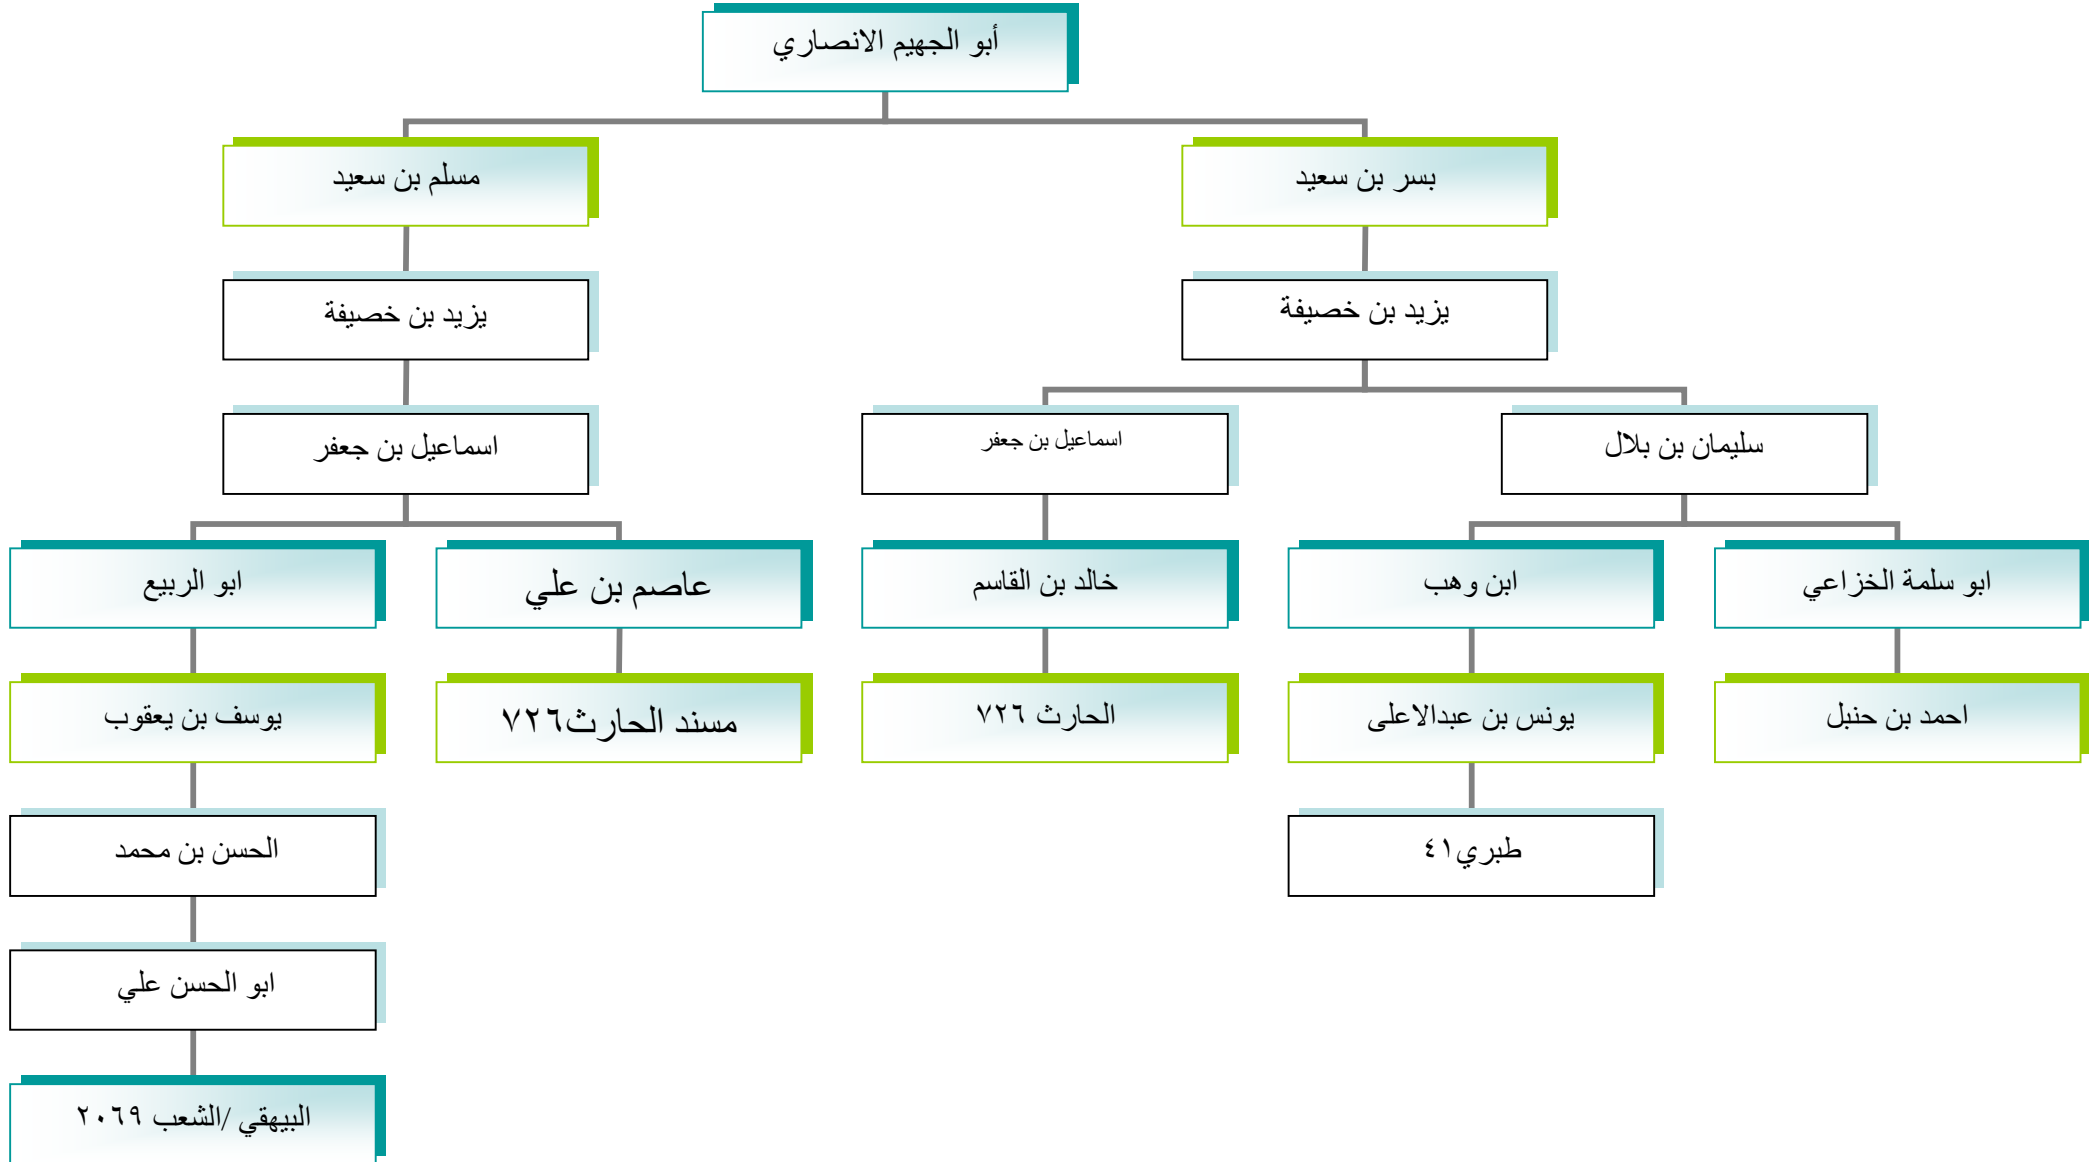 أبو الجهيم الانصاري
بسر بن سعيد
مسلم بن سعيد
يزيد بن خصيفة
يزيد بن خصيفة
سليمان بن بلال
اسماعيل بن جعفر
اسماعيل بن جعفر
ابو سلمة الخزاعي
ابن وهب
خالد بن القاسم
عاصم بن علي
ابو الربيع
احمد بن حنبل
يونس بن عبدالاعلى
الحارث ٧٢٦
مسند الحارث٧٢٦
يوسف بن يعقوب
طبري٤١
الحسن بن محمد
ابو الحسن علي
البيهقي /الشعب ٢٠٦٩